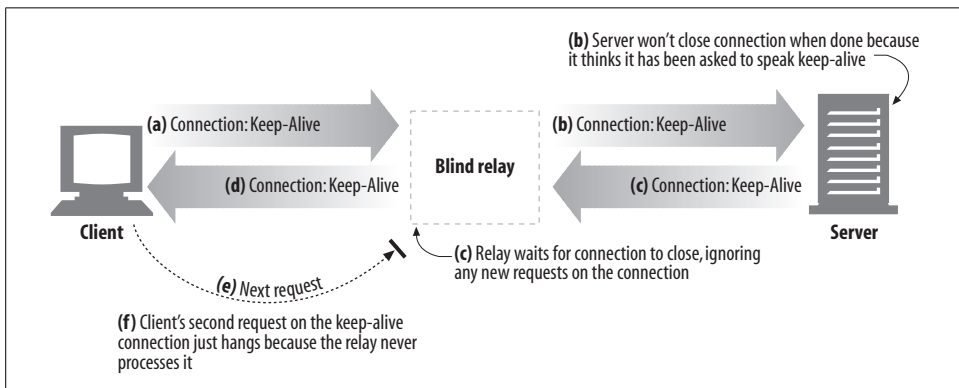 (b) Server won't close connection when done because
it thinks it has been asked to speak keep-alive
(a) Connection: Keep-Alive
(b) Connection: Keep-Alive
Blind relay
(d) Connection: Keep-Alive
(c) Connection: Keep-Alive
Client
Server
(c) Relay waits for connection to close, ignoring
any new requests on the connection
(e) Next request
(f) Client's second request on the keep-alive
connection just hangs because the relay never
processes it